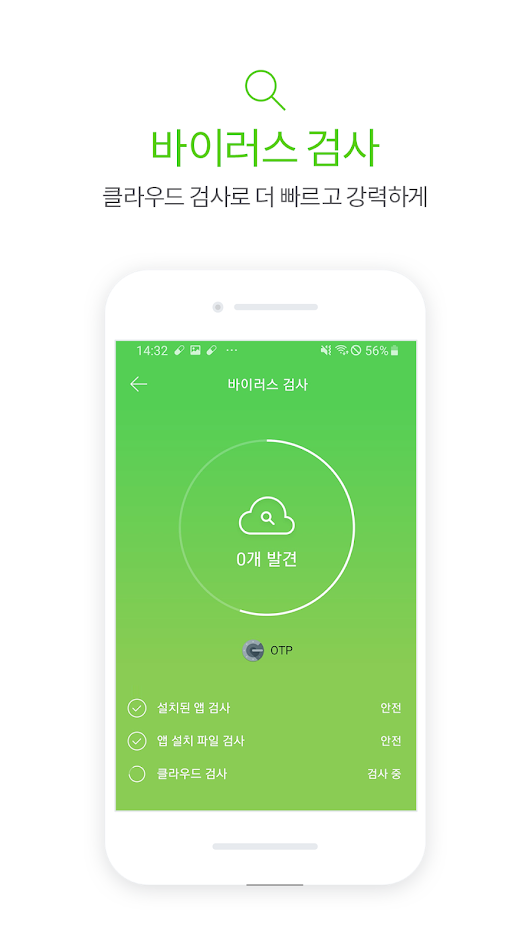 바이러스 검사
클라우드 검사로 더 빠르고 강력하게
14:32 ··· 56%
바이러스 검사
0개 발견
OTP
설치된 앱 검사 안전
앱 설치 파일 검사 안전
클라우드 검사 검사 중